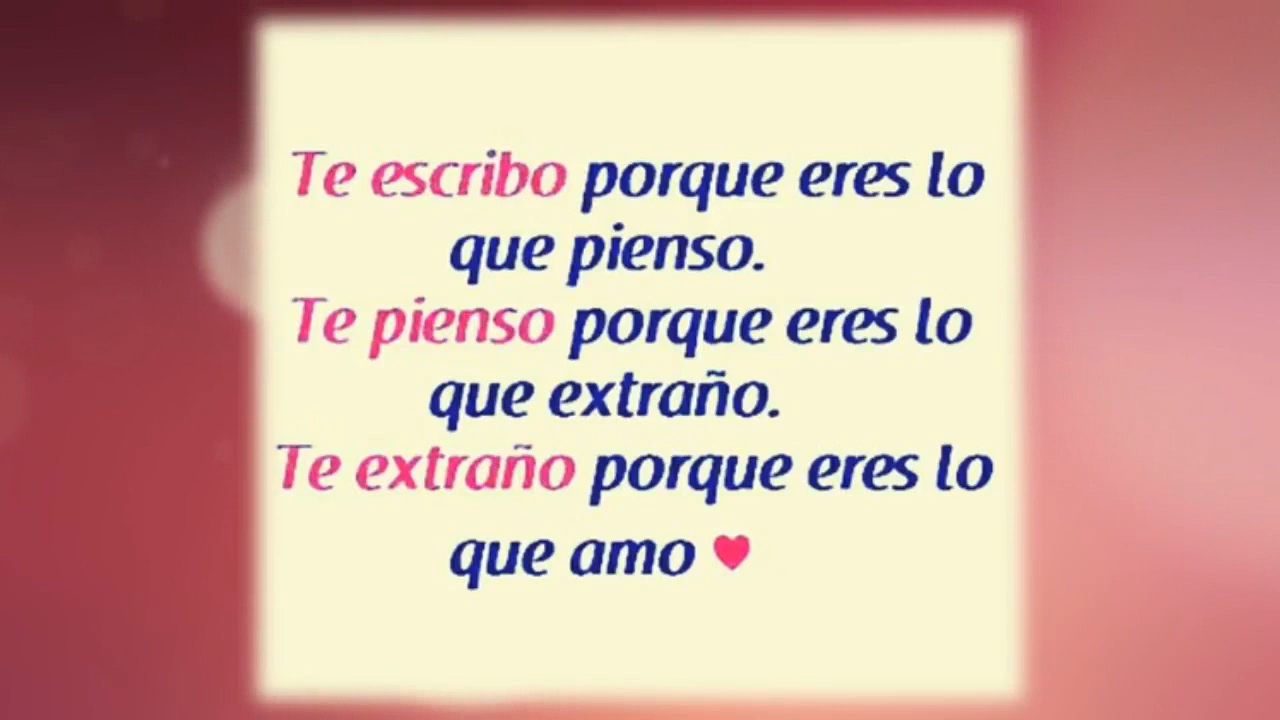 Te escribo porque eres lo
que pienso.
Te pienso porque eres lo
que extraño.
Te extraño porque eres lo
que amo ♥